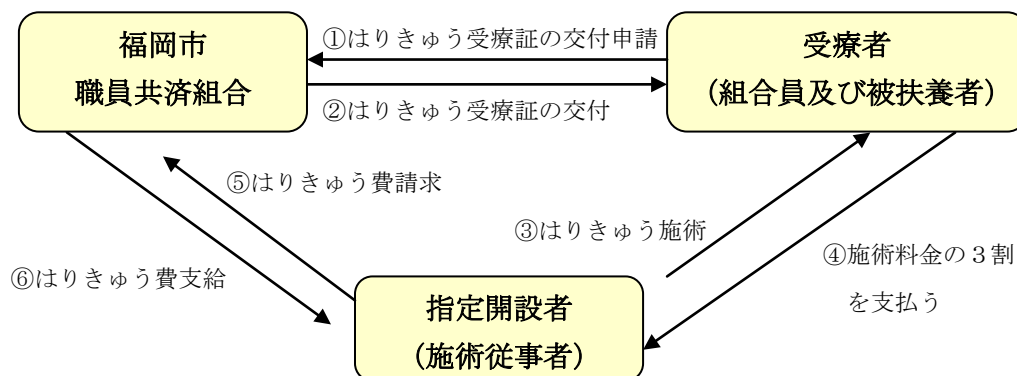 ①はりきゅう受療証の交付申請
福岡市
職員共済組合
受療者
（組合員及び被扶養者）
②はりきゅう受療証の交付
⑤はりきゅう費請求
③はりきゅう施術
④施術料金の３割
を支払う
⑥はりきゅう費支給
指定開設者
（施術従事者）